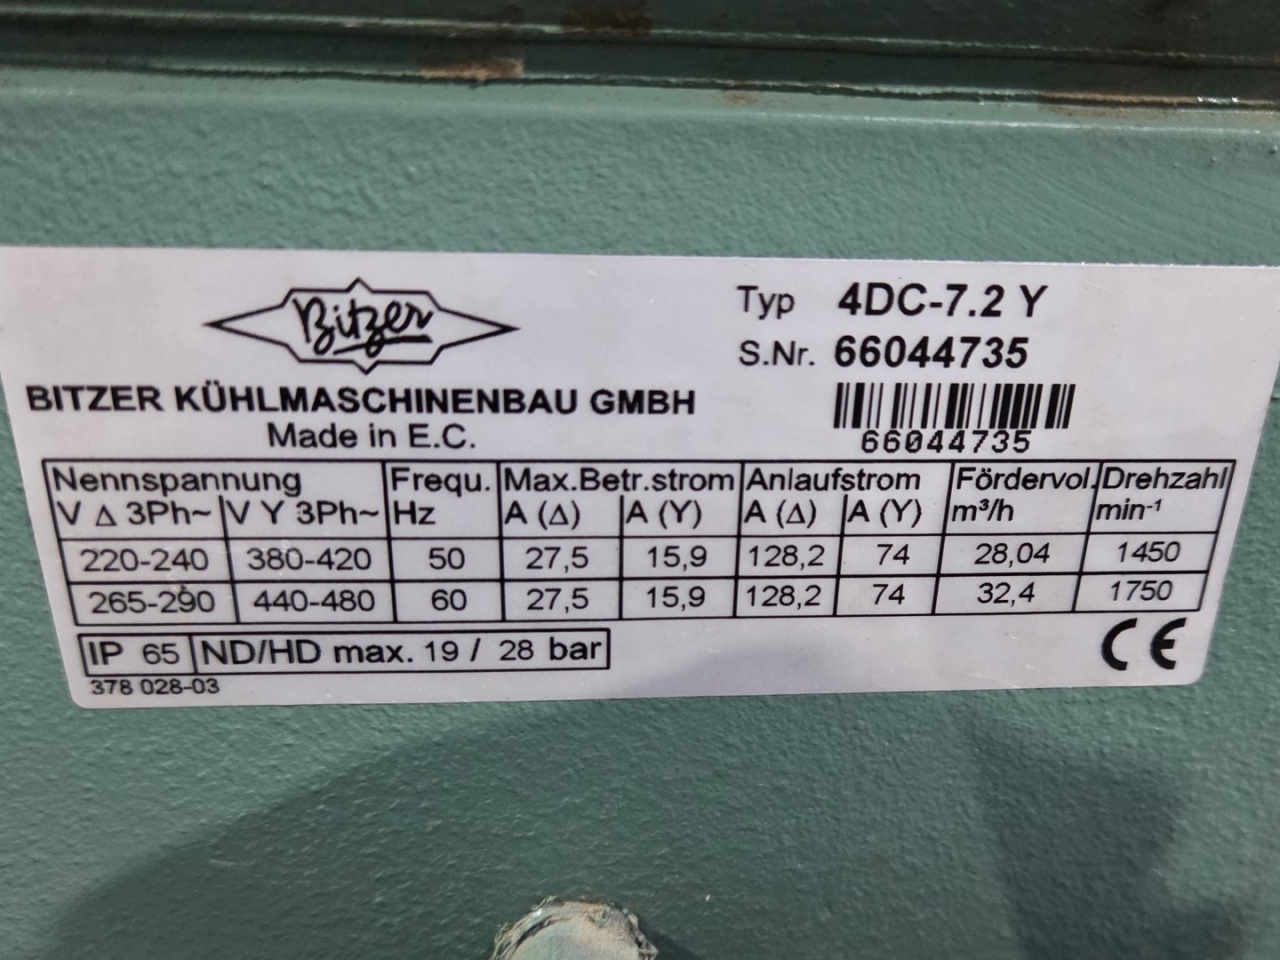 Bitzer
Typ 4DC-7.2 Y
S.Nr. 66044735
66044735
BITZER KÜHLMASCHINENBAU GMBH
Made in E.C.
Nennspannung Frequ. Max.Betr.strom Anlaufstrom Fördervol. Drehzahl
V Δ 3Ph~ V Y 3Ph~ Hz A (Δ) A (Y) A (Δ) A (Y) m³/h min-¹
220-240 380-420 50 27,5 15,9 128,2 74 28,04 1450
265-290 440-480 60 27,5 15,9 128,2 74 32,4 1750
IP 65 ND/HD max. 19 / 28 bar
CE
378 028-03